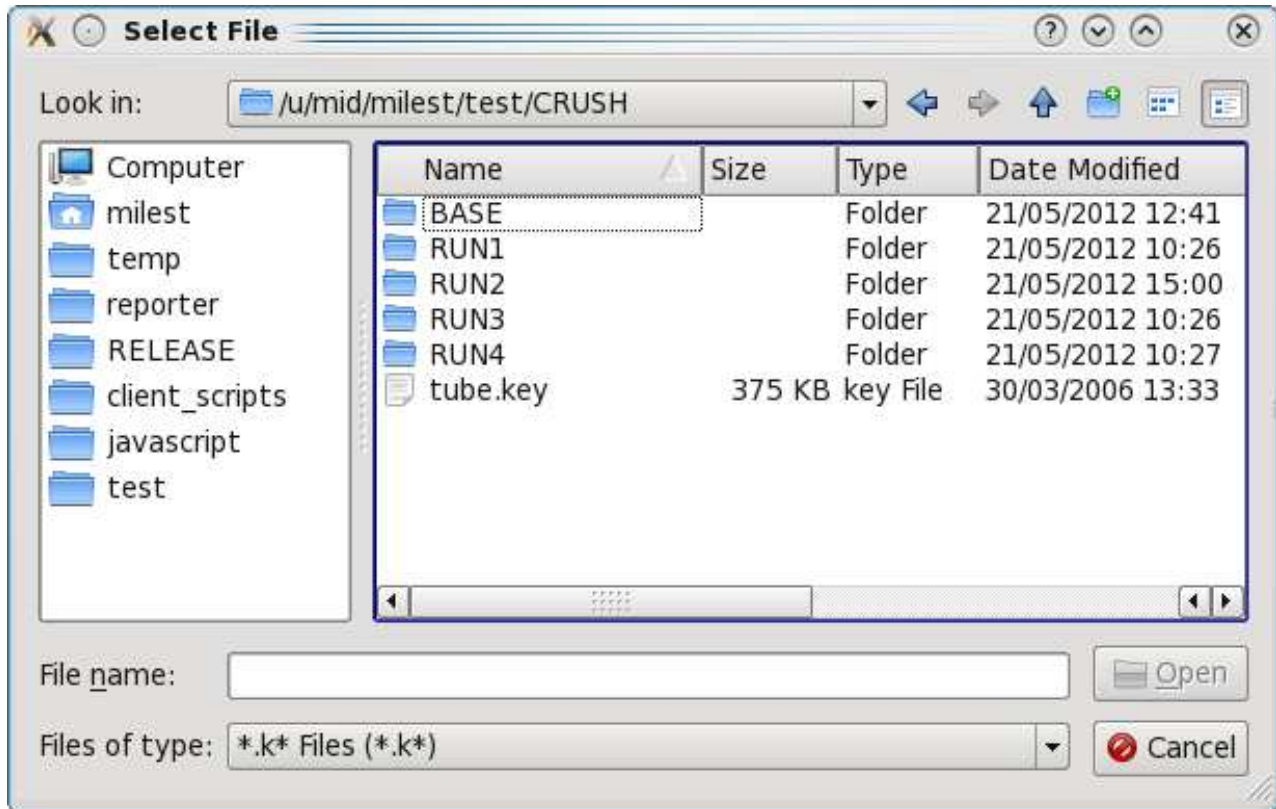 Select File
Look in: /u/mid/milest/test/CRUSH
Computer
milest
temp
reporter
RELEASE
client_scripts
javascript
test
Name Size Type Date Modified
BASE Folder 21/05/2012 12:41
RUN1 Folder 21/05/2012 10:26
RUN2 Folder 21/05/2012 15:00
RUN3 Folder 21/05/2012 10:26
RUN4 Folder 21/05/2012 10:27
tube.key 375 KB key File 30/03/2006 13:33
File name: Open
Files of type: *.k* Files (*.k*) Cancel